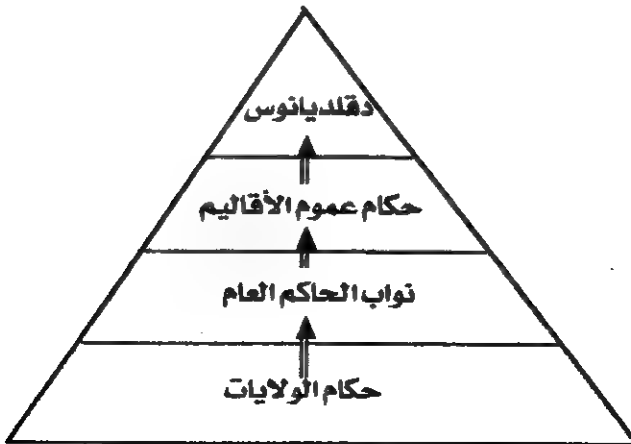 دقلديانوس
حكام عموم الأقاليم
نواب الحاكم العام
حكام الولايات